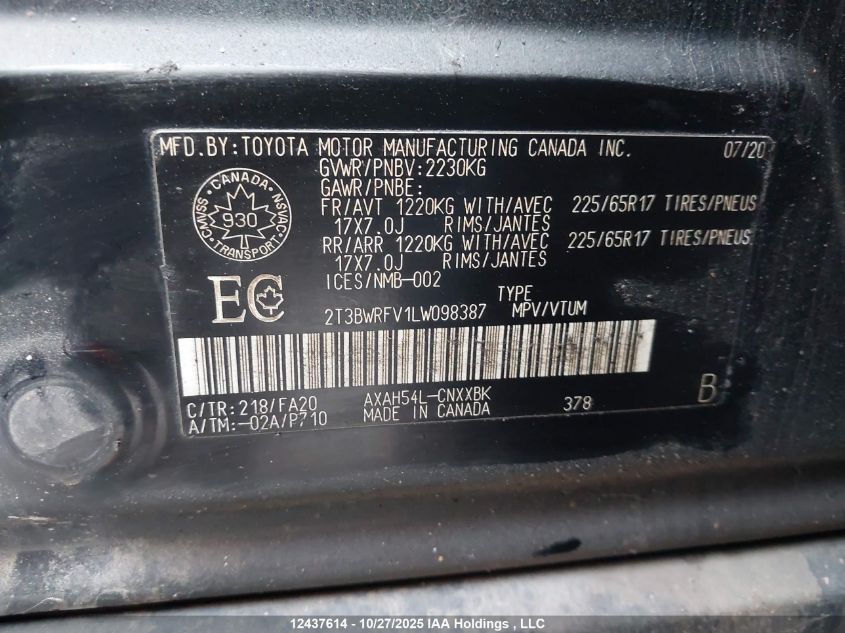 MFD.BY:TOYOTA MOTOR MANUFACTURING CANADA INC. 07/20
GVWR/PNBV:2230KG
GAWR/PNBE:
FR/AVT 1220KG WITH/AVEC 225/65R17 TIRES/PNEUS
17X7.0J RIMS/JANTES
RR/ARR 1220KG WITH/AVEC 225/65R17 TIRES/PNEUS
17X7.0J RIMS/JANTES
ICES/NMB-002
CANADA
CMVSS 930 NSVAC
TRANSPORT
EC
TYPE
2T3BWRFV1LW098387 MPV/VTUM
C/TR:218/FA20 AXAH54L-CNXXBK
A/TM:-02A/P710 MADE IN CANADA 378 B
12437614 - 10/27/2025 IAA Holdings , LLC